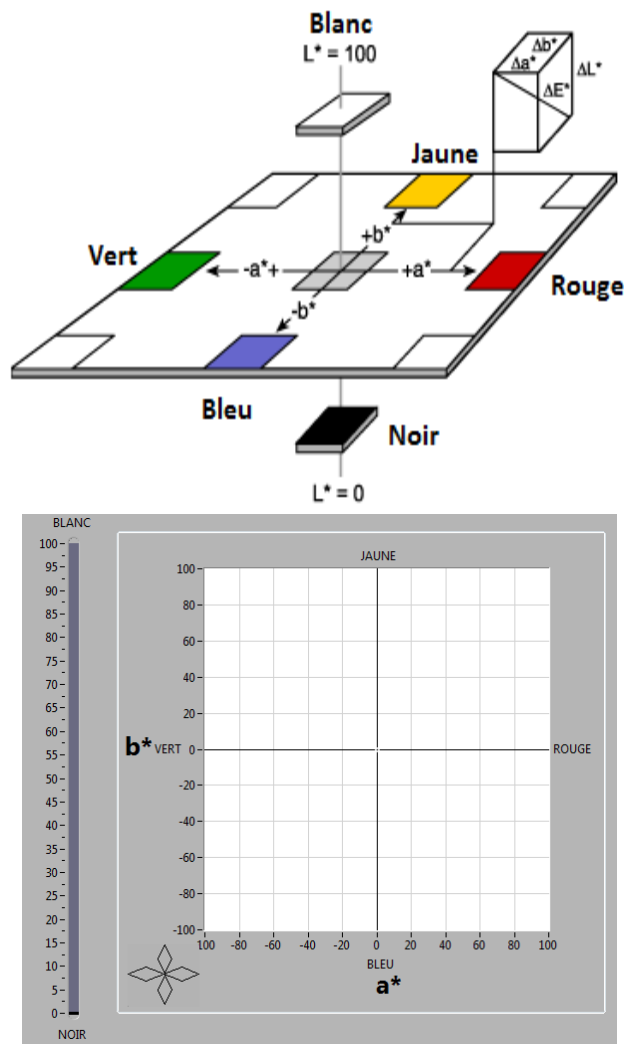 Blanc
L* = 100
Δb*
Δa*
ΔL*
ΔE*
Jaune
+b*
Vert
-a*+
+a*
Rouge
-b*
Bleu
Noir
L* = 0
BLANC
100
95
90
85
80
75
70
65
60
55
50
45
40
35
30
25
20
15
10
5
0
NOIR
JAUNE
100
80
60
40
20
b* VERT 0 ROUGE
-20
-40
-60
-80
-100
100 -80 -60 -40 -20 0 20 40 60 80 100
BLEU
a*